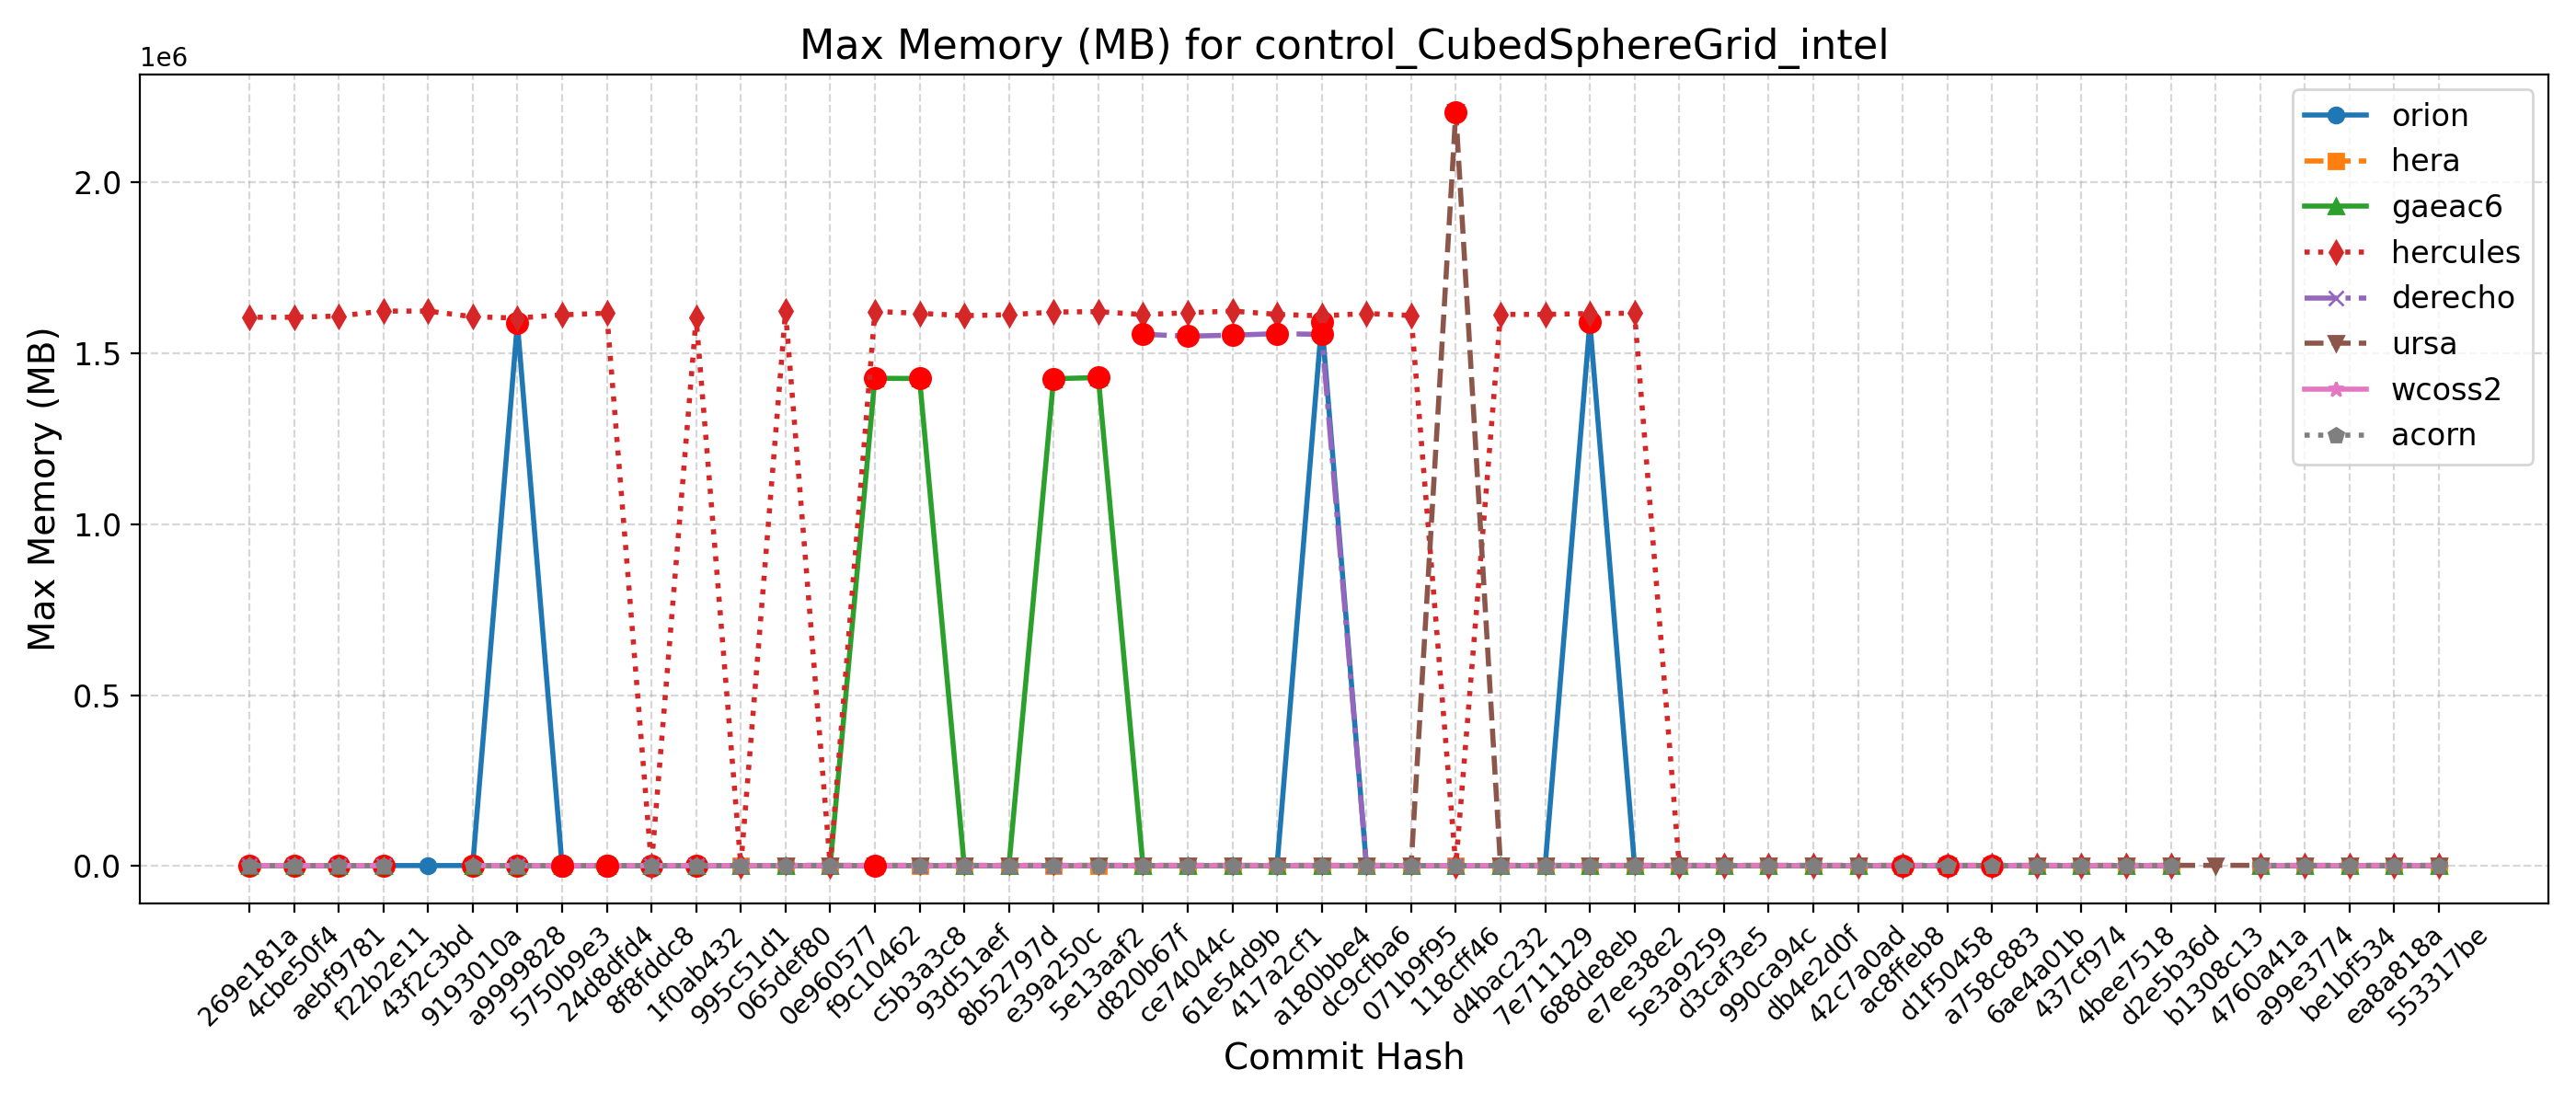 Max Memory (MB) for control_CubedSphereGrid_intel
1e6
2.0
1.5
1.0
0.5
0.0
Max Memory (MB)
orion
hera
gaeac6
hercules
derecho
ursa
wcoss2
acorn
269e181a
4cbe50f4
aebf9781
f22b2e11
43f2c3bd
9193010a
a9999828
5750b9e3
24d8dfd4
8f8fddc8
1f0ab432
995c51d1
065def80
0e960577
f9c10462
c5b3a3c8
93d51aef
8b52797d
e39a250c
5e13aaf2
d820b67f
ce74044c
61e54d9b
417a2cf1
a180bbe4
dc9cfba6
071b9f95
118cff46
d4bac232
7e711129
688de8eb
e7ee38e2
5e3a9259
d3caf3e5
990ca94c
db4e2d0f
42c7a0ad
ac8ffeb8
d1f50458
a758c883
6ae4a01b
437cf974
4bee7518
d2e5b36d
b1308c13
4760a41a
a99e3774
be1bf534
ea8a818a
553317be
Commit Hash